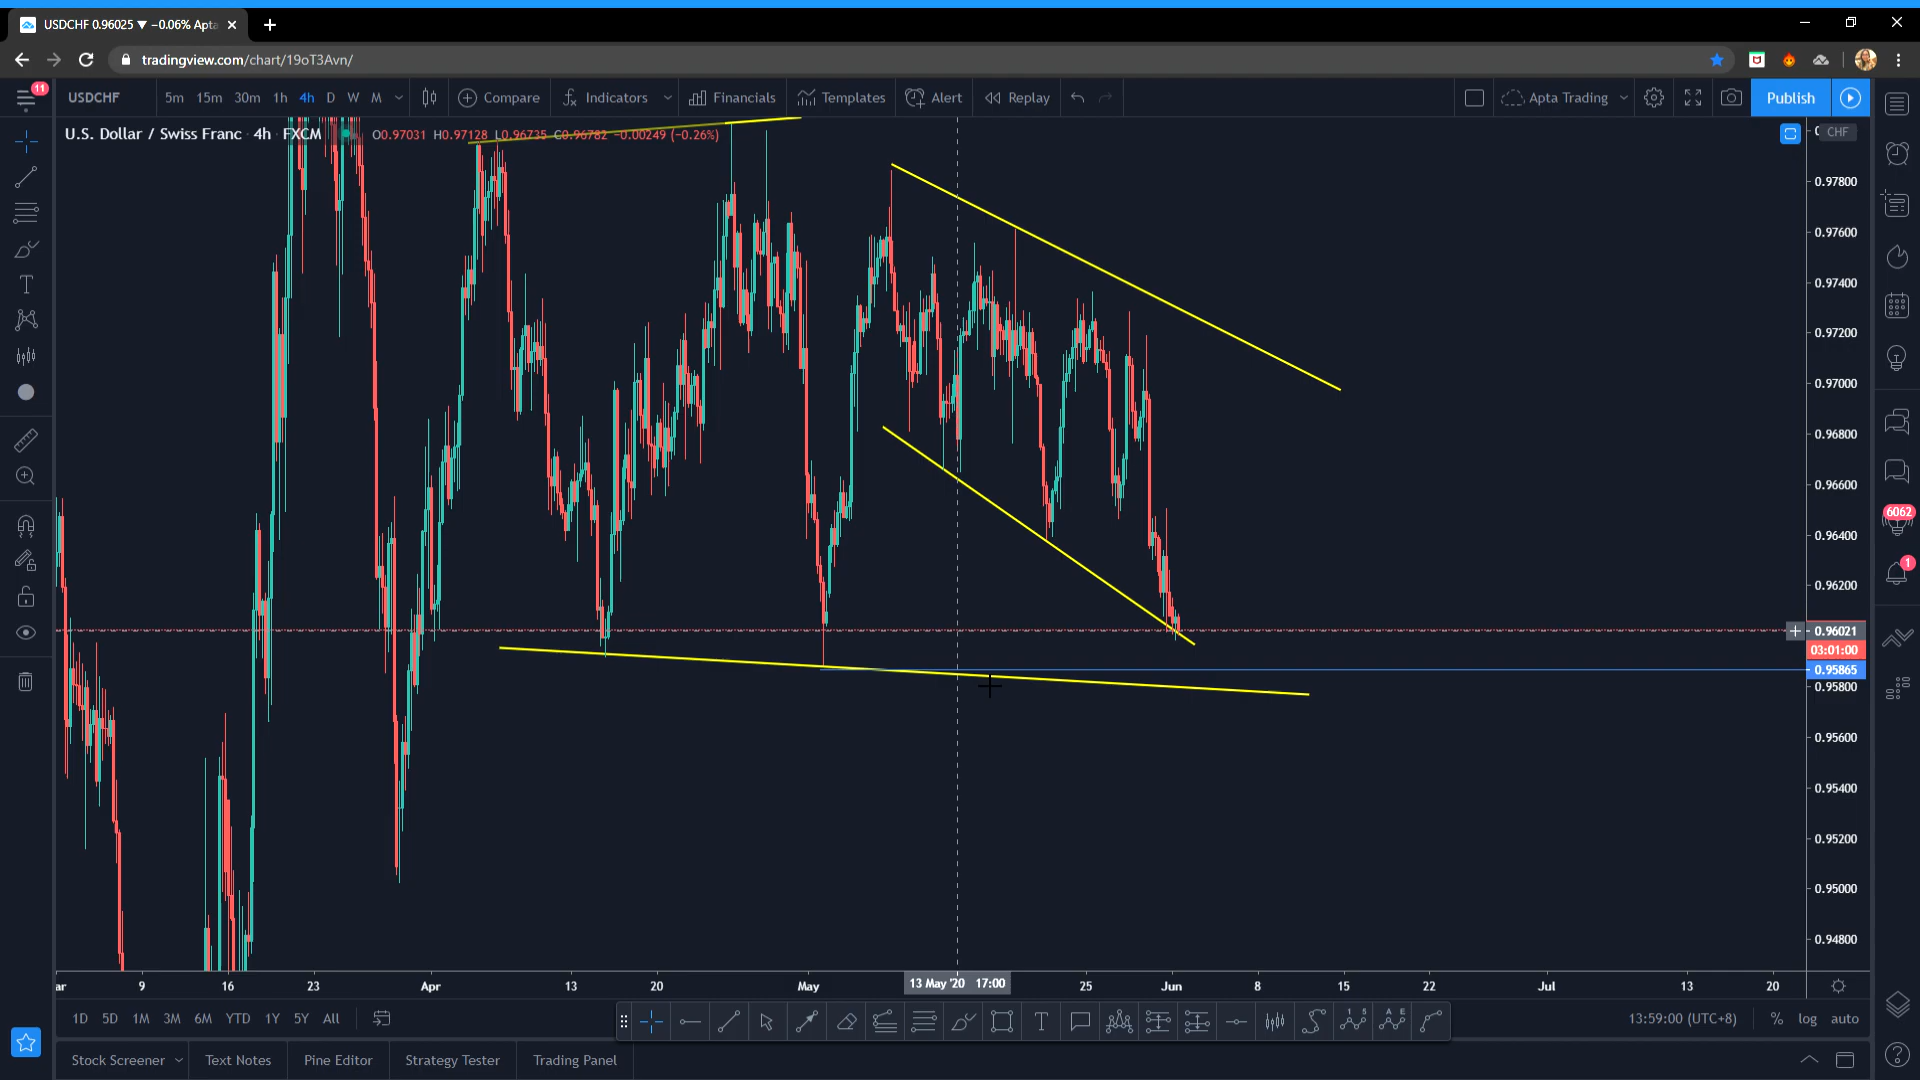 USDCHF 0.96025 ▼ −0.06% Apta
tradingview.com/chart/19oT3Avn/
11
USDCHF 5m 15m 30m 1h 4h D W M Compare Indicators Financials Templates Alert Replay Apta Trading Publish
U.S. Dollar / Swiss Franc · 4h · FXCM O0.97031 H0.97128 L0.96735 C0.96782 −0.00249 (−0.26%)
CHF
0.97800
0.97600
0.97400
0.97200
0.97000
0.96800
0.96600
0.96400
0.96200
0.96021
03:01:00
0.95865
0.95800
0.95600
0.95400
0.95200
0.95000
0.94800
6062
1
ar 9 16 23 Apr 13 20 May 13 May '20 17:00 25 Jun 8 15 22 Jul 13 20
1D 5D 1M 3M 6M YTD 1Y 5Y All 13:59:00 (UTC+8) % log auto
Stock Screener Text Notes Pine Editor Strategy Tester Trading Panel